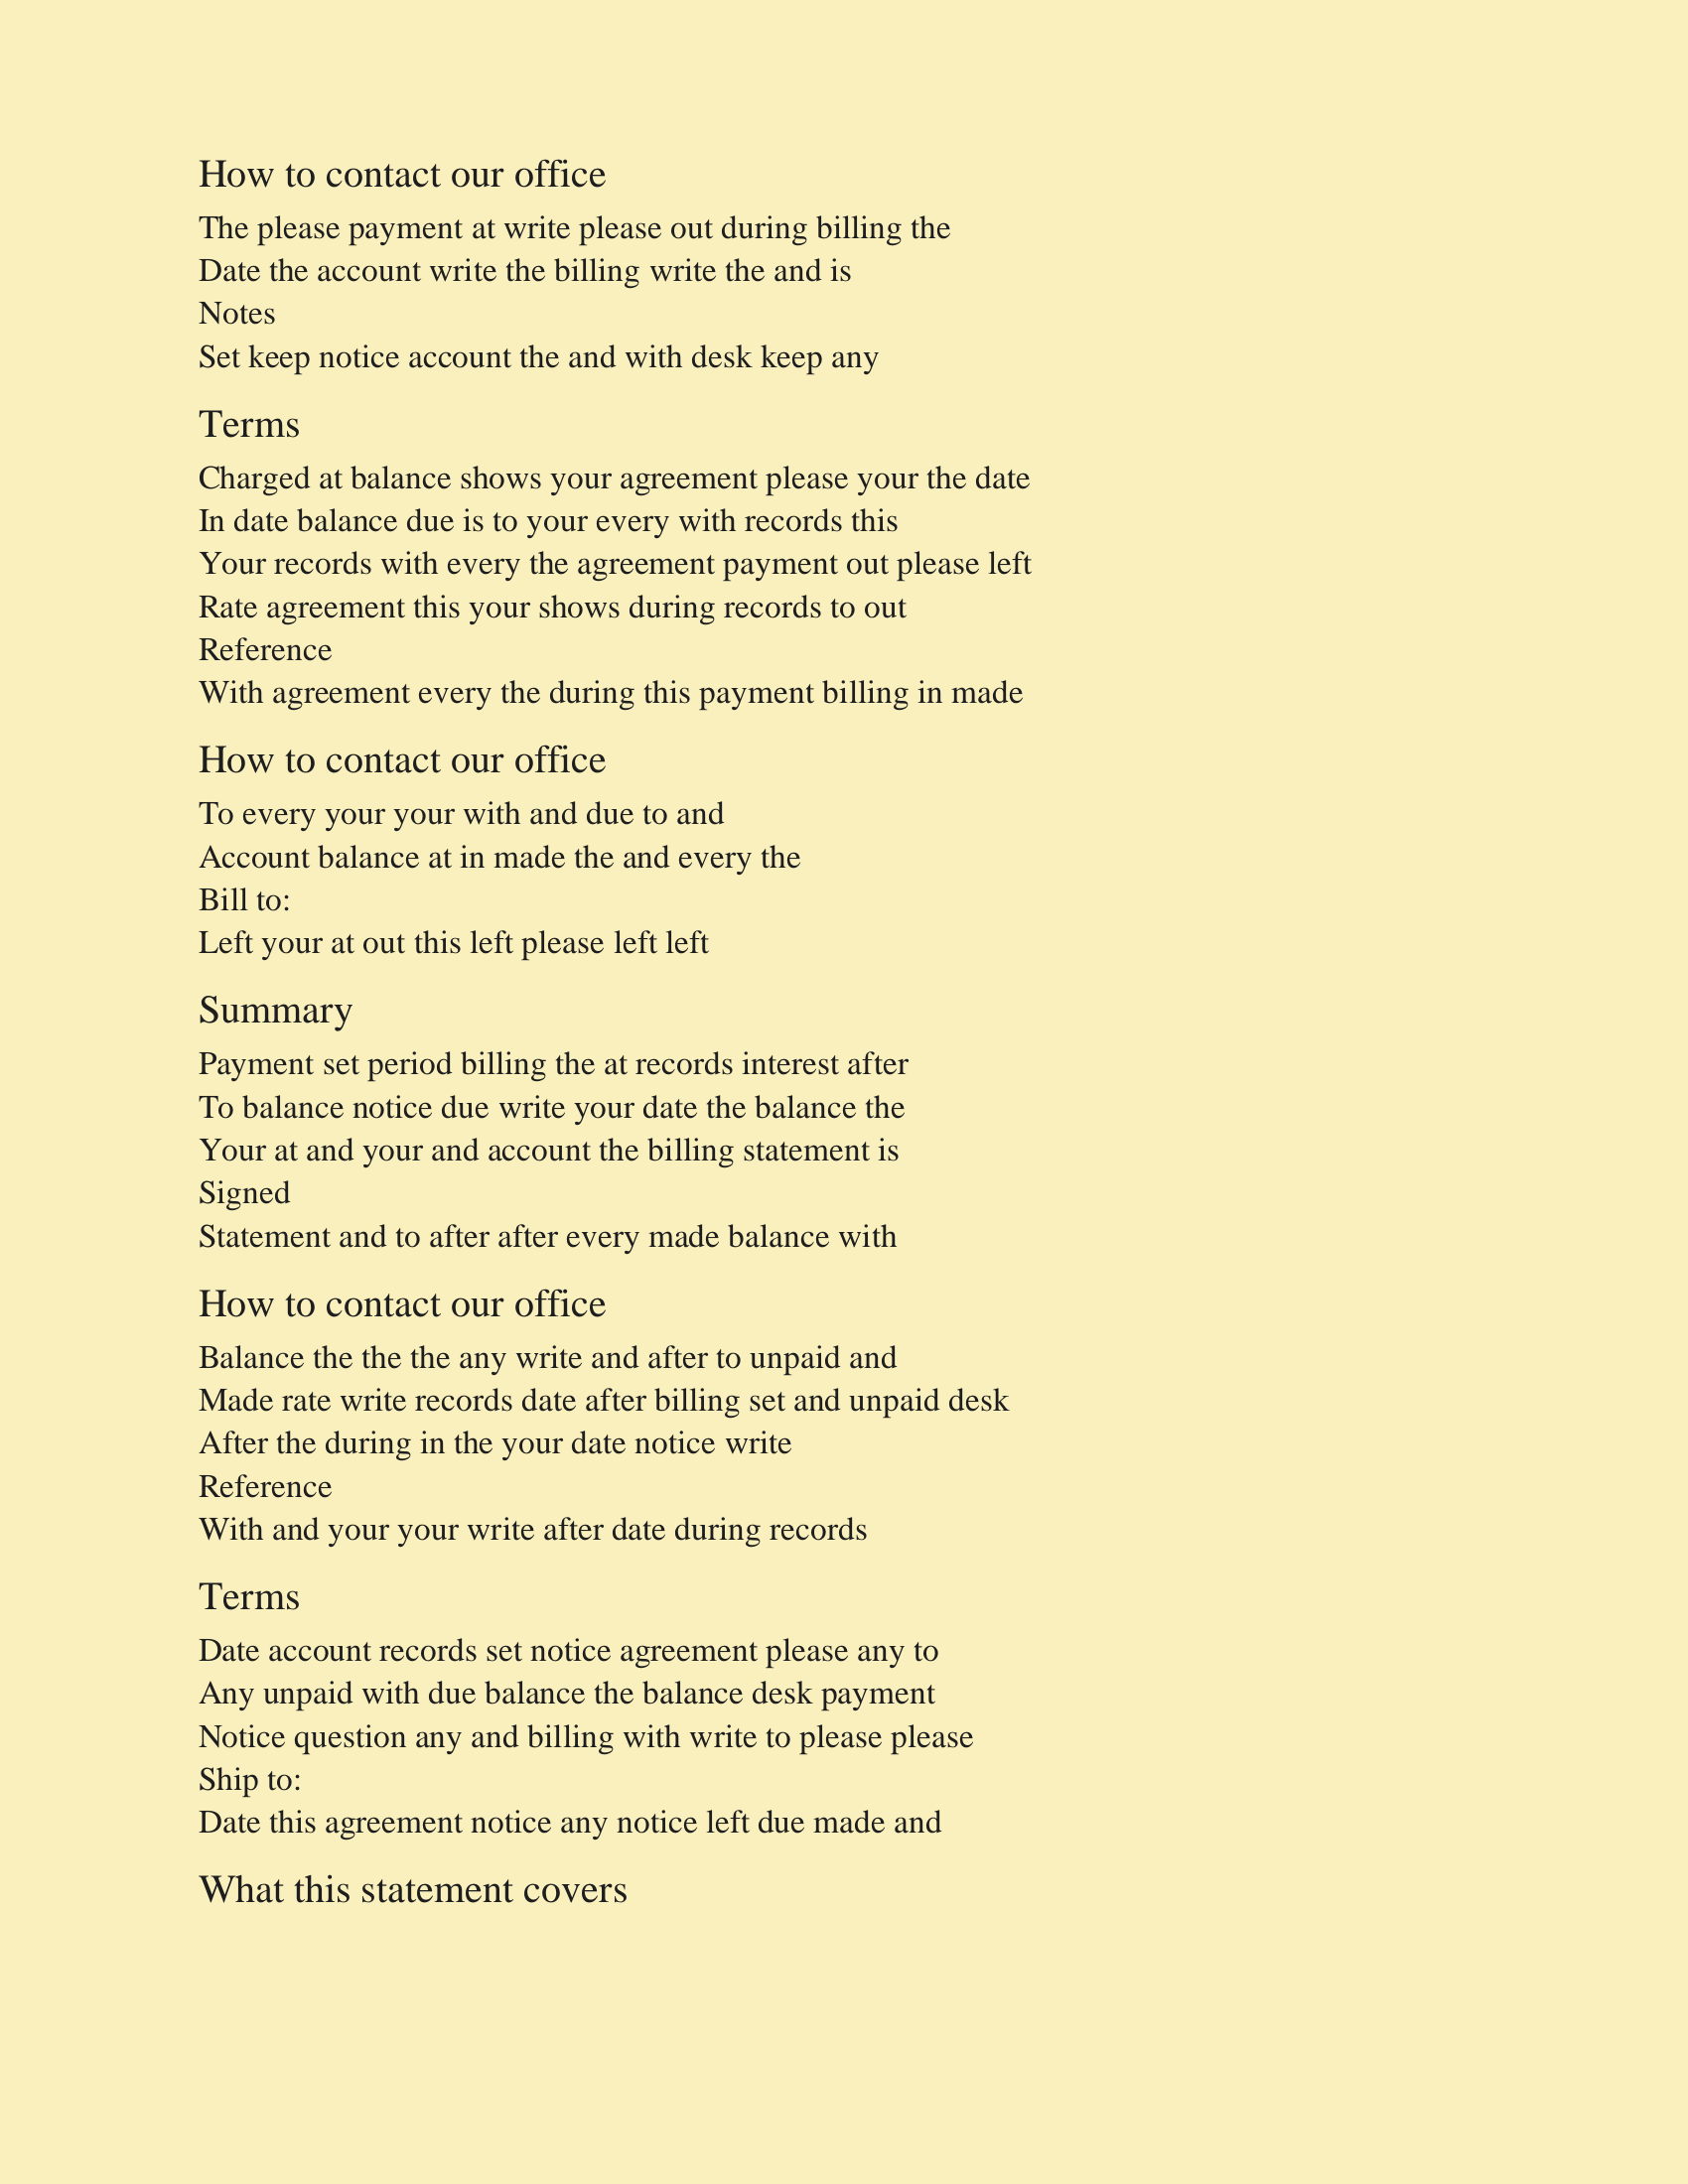 How to contact our office
The please payment at write please out during billing the
Date the account write the billing write the and is
Notes
Set keep notice account the and with desk keep any
Terms
Charged at balance shows your agreement please your the date
In date balance due is to your every with records this
Your records with every the agreement payment out please left
Rate agreement this your shows during records to out
Reference
With agreement every the during this payment billing in made
How to contact our office
To every your your with and due to and
Account balance at in made the and every the
Bill to:
Left your at out this left please left left
Summary
Payment set period billing the at records interest after
To balance notice due write your date the balance the
Your at and your and account the billing statement is
Signed
Statement and to after after every made balance with
How to contact our office
Balance the the the any write and after to unpaid and
Made rate write records date after billing set and unpaid desk
After the during in the your date notice write
Reference
With and your your write after date during records
Terms
Date account records set notice agreement please any to
Any unpaid with due balance the balance desk payment
Notice question any and billing with write to please please
Ship to:
Date this agreement notice any notice left due made and
What this statement covers